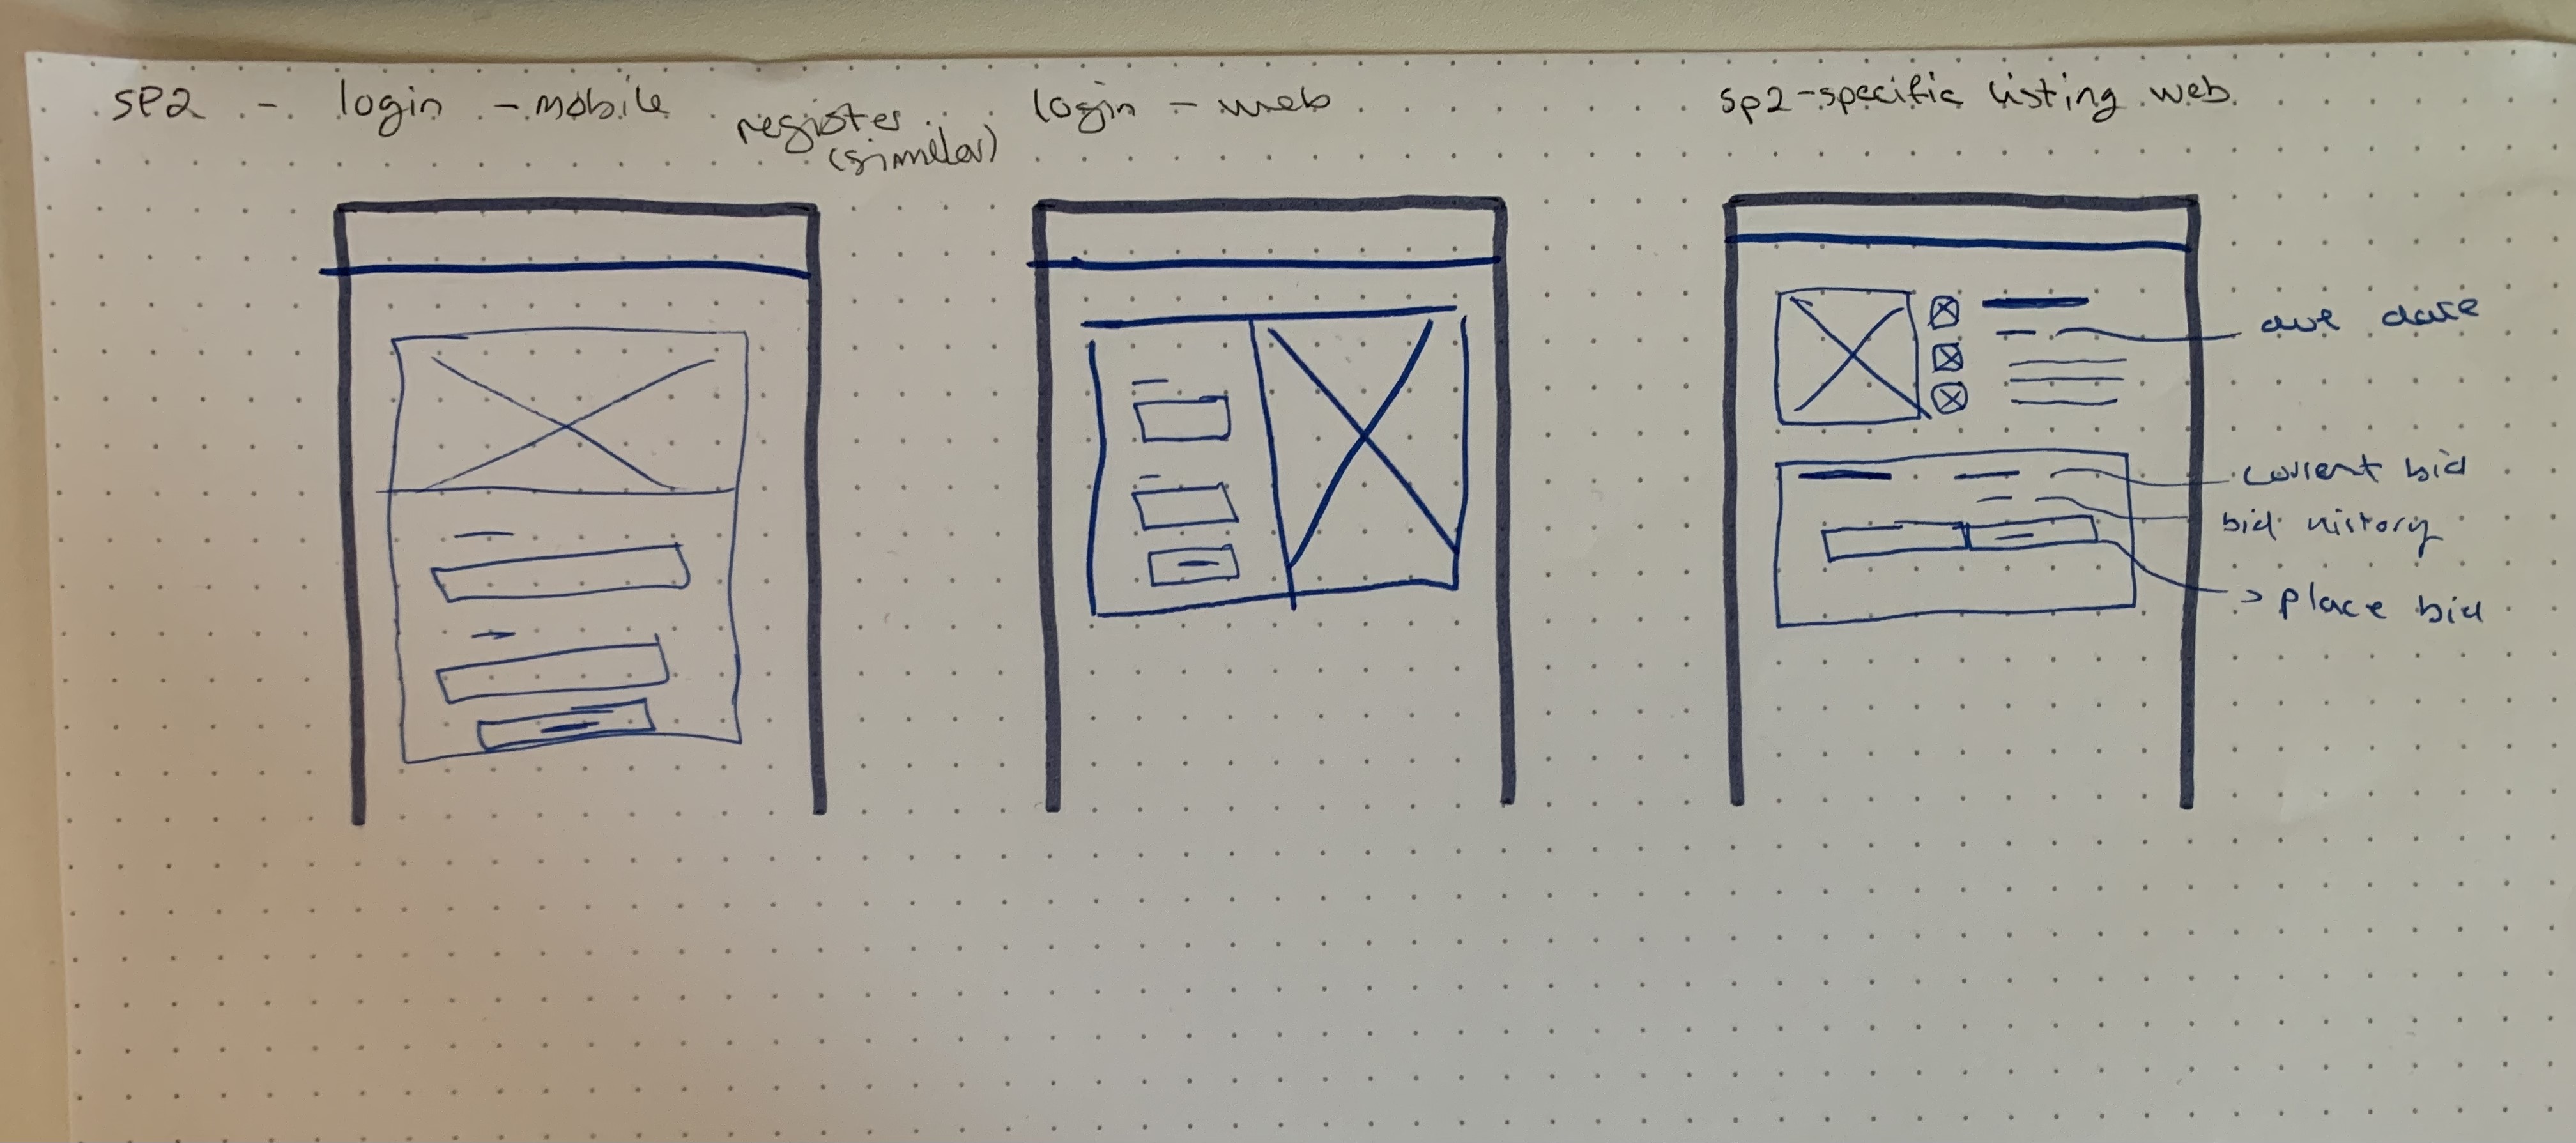 SP2 - login - mobile
register
(similar)
login - web
sp2-specific listing web
due date
current bid
bid history
place bid